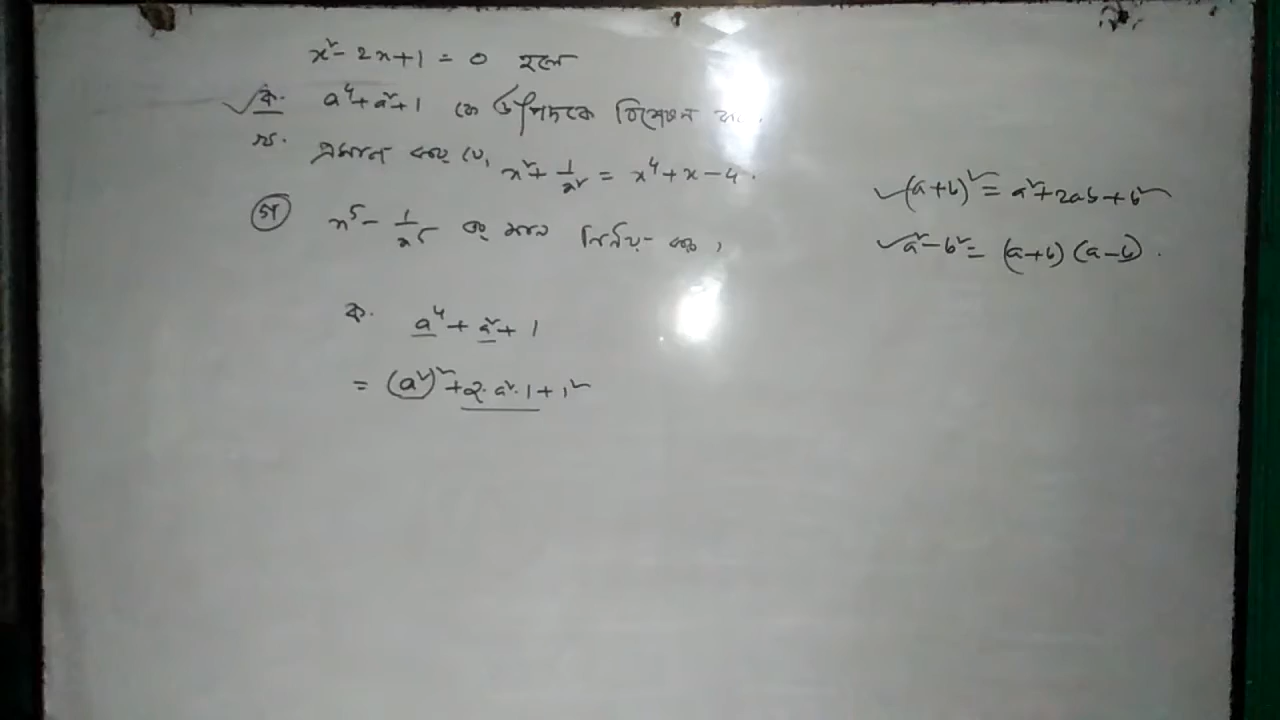 x² - 2x + 1 = 0 হলে
ক. a⁴ + a² + 1 কে উৎপাদকে বিশ্লেষণ
খ. প্রমাণ কর যে, x² + 1/x² = x⁴ + x - 4.
গ x⁵ - 1/x⁵ এর মান নির্ণয় কর।
(a+b)² = a² + 2ab + b²
a² - b² = (a+b) (a-b).
ক. a⁴ + a² + 1
= (a²)² + 2·a²·1 + 1²